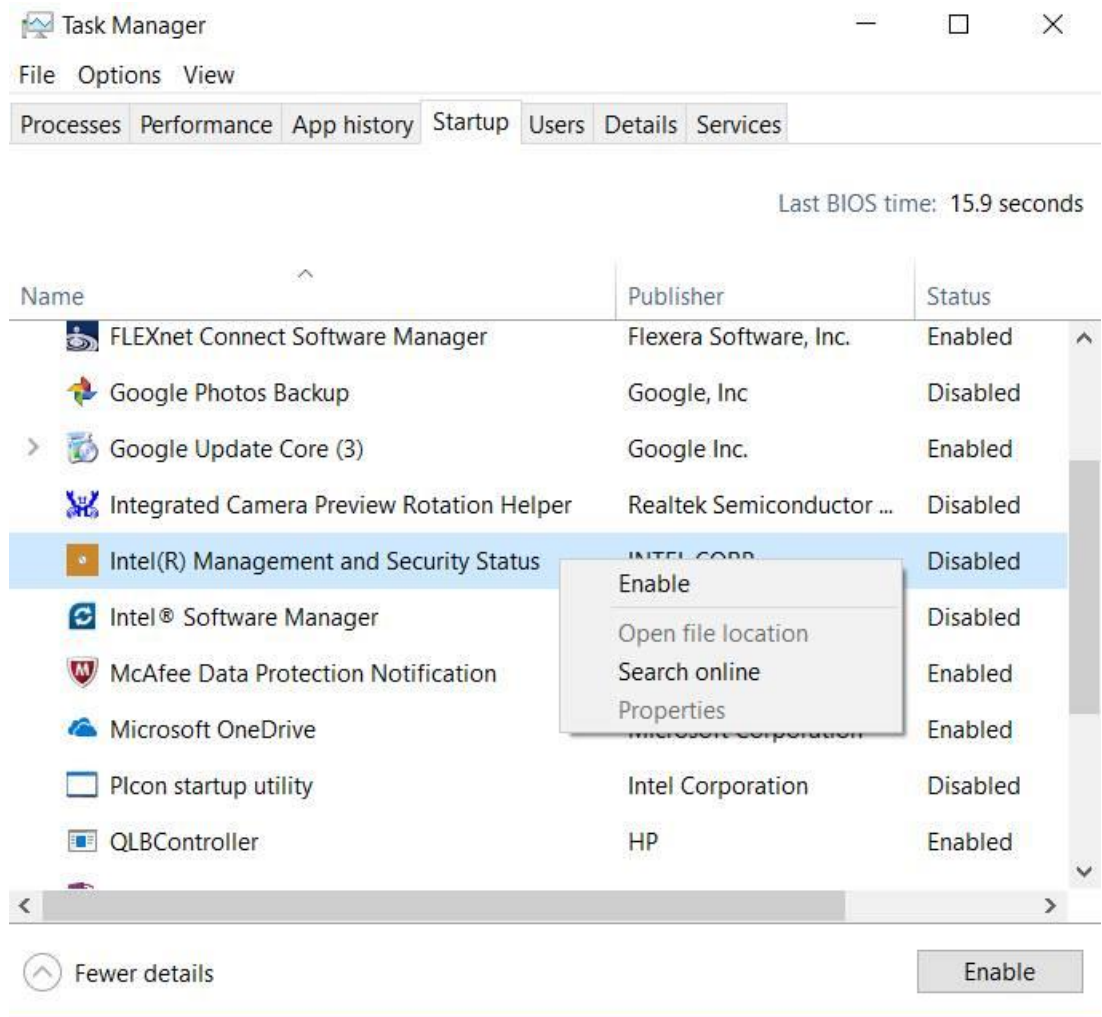 Task Manager
File Options View
Processes Performance App history Startup Users Details Services
Last BIOS time: 15.9 seconds
Name Publisher Status
FLEXnet Connect Software Manager Flexera Software, Inc. Enabled
Google Photos Backup Google, Inc Disabled
Google Update Core (3) Google Inc. Enabled
Integrated Camera Preview Rotation Helper Realtek Semiconductor ... Disabled
Intel(R) Management and Security Status INTEL CORP Disabled
Enable
Intel® Software Manager Disabled
Open file location
McAfee Data Protection Notification Enabled
Search online
Properties
Microsoft OneDrive Microsoft Corporation Enabled
PIcon startup utility Intel Corporation Disabled
QLBController HP Enabled
Fewer details Enable